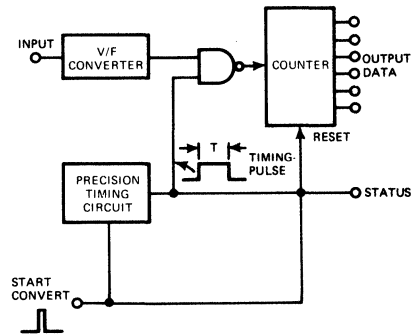 INPUT
V/F
CONVERTER
COUNTER
OUTPUT
DATA
RESET
T
TIMING-
PULSE
PRECISION
TIMING
CIRCUIT
STATUS
START
CONVERT